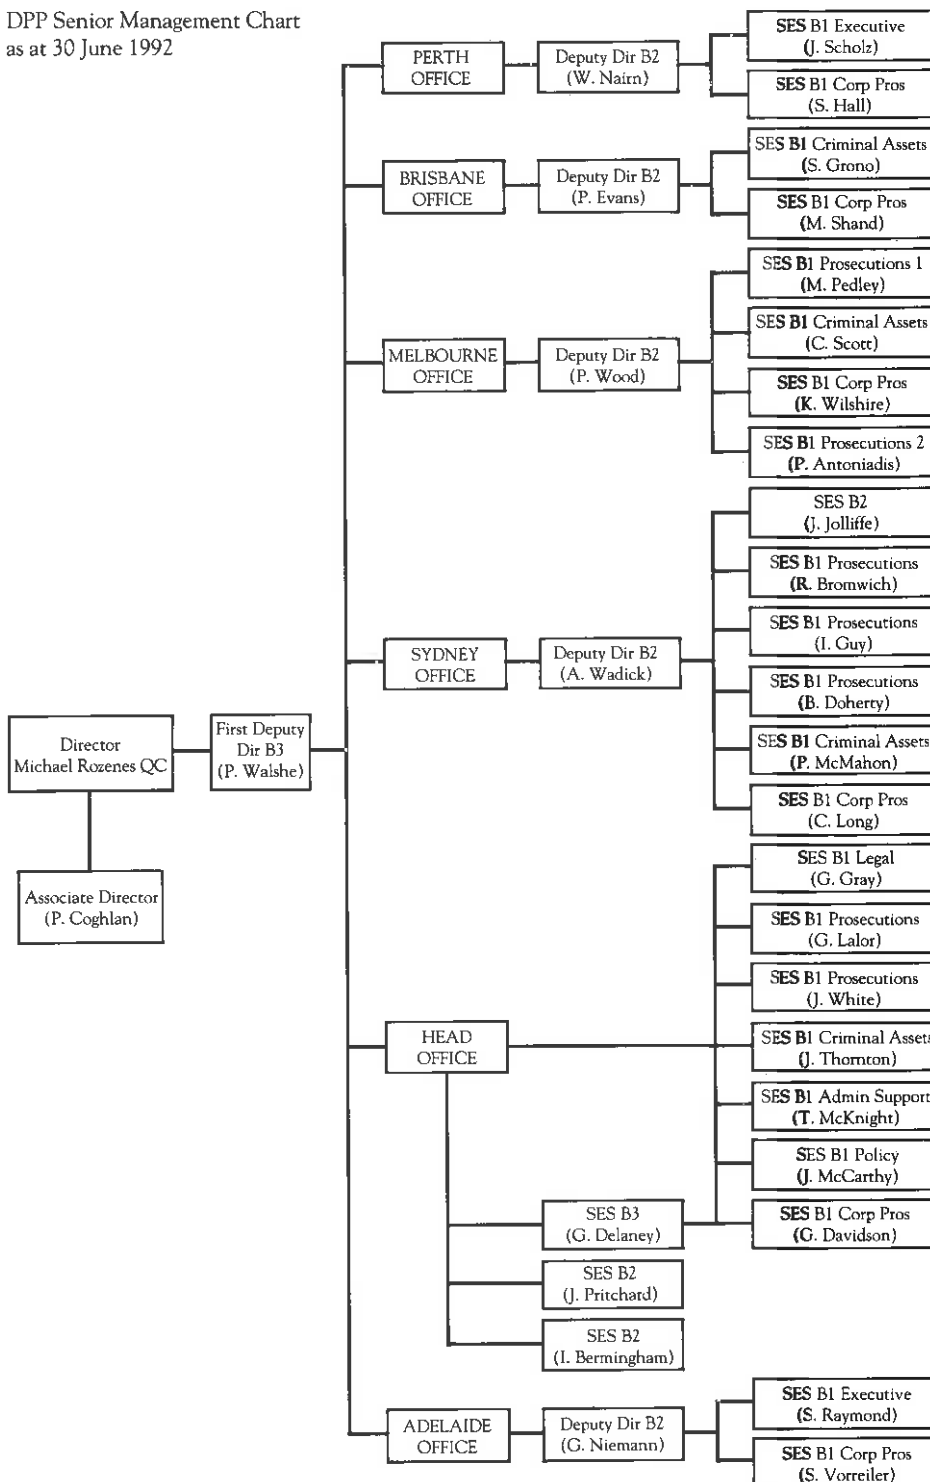 DPP Senior Management Chart
as at 30 June 1992
PERTH
OFFICE
Deputy Dir B2
(W. Nairn)
SES B1 Executive
(J. Scholz)
SES B1 Corp Pros
(S. Hall)
BRISBANE
OFFICE
Deputy Dir B2
(P. Evans)
SES B1 Criminal Assets
(S. Grono)
SES B1 Corp Pros
(M. Shand)
MELBOURNE
OFFICE
Deputy Dir B2
(P. Wood)
SES B1 Prosecutions 1
(M. Pedley)
SES B1 Criminal Assets
(C. Scott)
SES B1 Corp Pros
(K. Wilshire)
SES B1 Prosecutions 2
(P. Antoniadis)
SYDNEY
OFFICE
Deputy Dir B2
(A. Wadick)
SES B2
(J. Jolliffe)
SES B1 Prosecutions
(R. Bromwich)
SES B1 Prosecutions
(I. Guy)
SES B1 Prosecutions
(B. Doherty)
SES B1 Criminal Assets
(P. McMahon)
SES B1 Corp Pros
(C. Long)
Director
Michael Rozenes QC
First Deputy
Dir B3
(P. Walshe)
Associate Director
(P. Coghlan)
HEAD
OFFICE
SES B1 Legal
(G. Gray)
SES B1 Prosecutions
(G. Lalor)
SES B1 Prosecutions
(J. White)
SES B1 Criminal Assets
(J. Thornton)
SES B1 Admin Support
(T. McKnight)
SES B1 Policy
(J. McCarthy)
SES B3
(G. Delaney)
SES B1 Corp Pros
(G. Davidson)
SES B2
(J. Pritchard)
SES B2
(I. Bermingham)
ADELAIDE
OFFICE
Deputy Dir B2
(G. Niemann)
SES B1 Executive
(S. Raymond)
SES B1 Corp Pros
(S. Vorreiler)